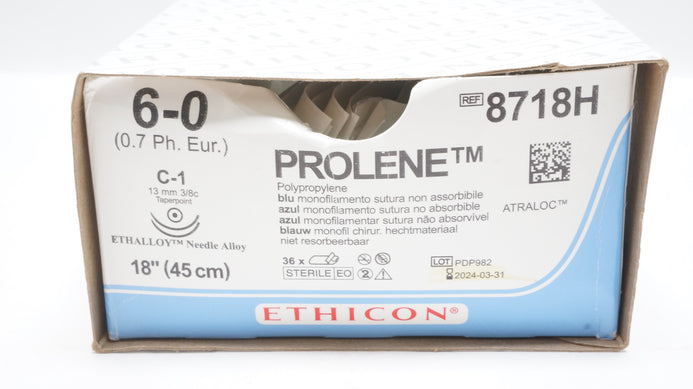 6-0
(0.7 Ph. Eur.)
C-1
13 mm 3/8c
Taperpoint
ETHALLOY™ Needle Alloy
18" (45 cm)
REF 8718H
PROLENE™
Polypropylene
blu monofilamento sutura non assorbibile
azul monofilamento sutura no absorbible
azul monofilamentar sutura não absorvível
blauw monofil chirur. hechtmateriaal
niet resorbeerbaar
ATRALOC™
36 x
STERILE EO 2
LOT PDP982
2024-03-31
ETHICON®